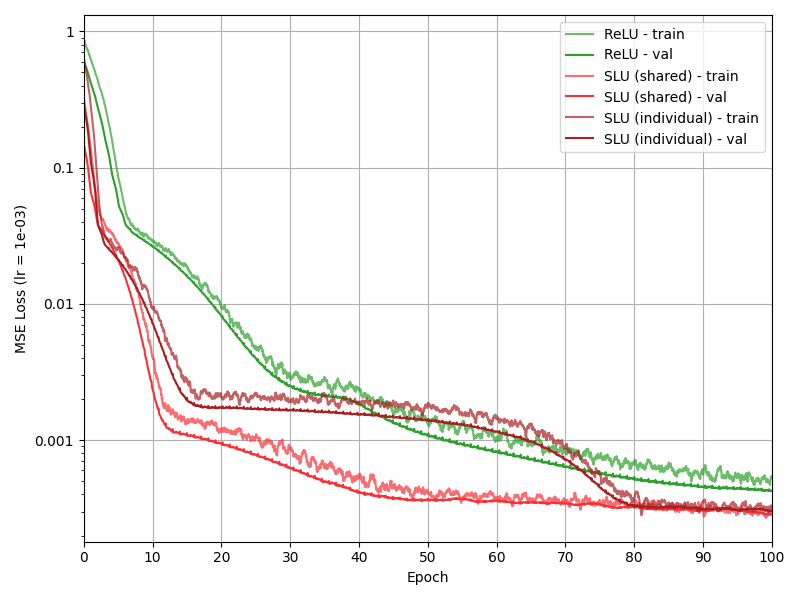 ReLU - train
ReLU - val
SLU (shared) - train
SLU (shared) - val
SLU (individual) - train
SLU (individual) - val
MSE Loss (lr = 1e-03)
1
0.1
0.01
0.001
0 10 20 30 40 50 60 70 80 90 100
Epoch